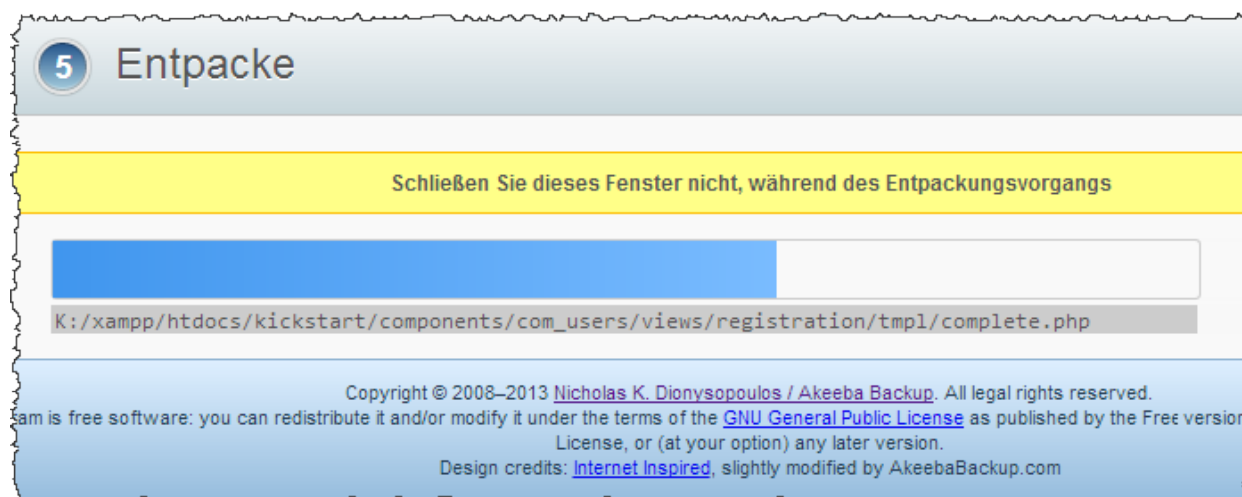 5 Entpacke
Schließen Sie dieses Fenster nicht, während des Entpackungsvorgangs
K:/xampp/htdocs/kickstart/components/com_users/views/registration/tmpl/complete.php
Copyright © 2008–2013 Nicholas K. Dionysopoulos / Akeeba Backup. All legal rights reserved.
am is free software: you can redistribute it and/or modify it under the terms of the GNU General Public License as published by the Free version
License, or (at your option) any later version.
Design credits: Internet Inspired, slightly modified by AkeebaBackup.com